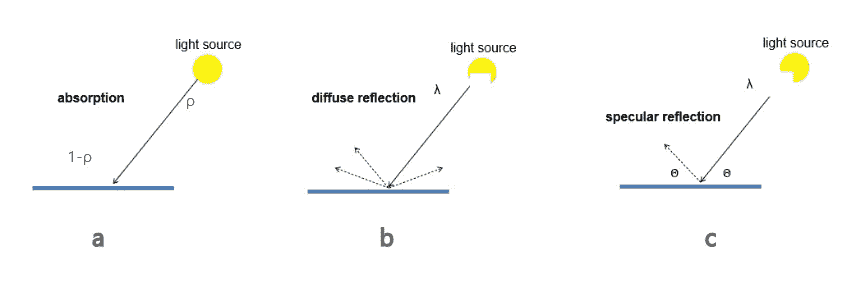 light source
absorption
ρ
1-ρ
a
light source
λ
diffuse reflection
b
light source
λ
specular reflection
Θ Θ
c